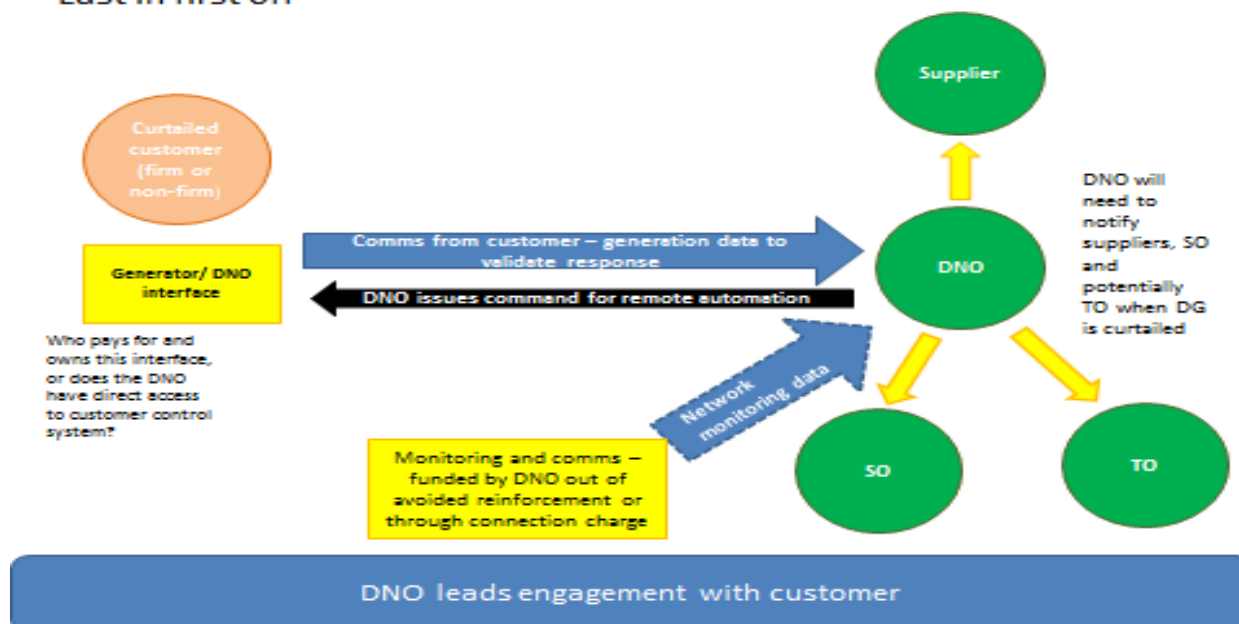 Last in first off
Supplier
Curtailed
customer
(firm or
non-firm)
DNO will
need to
notify
suppliers, SO
and
potentially
TO when DG
is curtailed
Comms from customer – generation data to
validate response
Generator/ DNO
interface
DNO
DNO issues command for remote automation
Who pays for and
owns this interface,
or does the DNO
have direct access
to customer control
system?
Network
monitoring data
Monitoring and comms –
funded by DNO out of
avoided reinforcement or
through connection charge
SO
TO
DNO leads engagement with customer